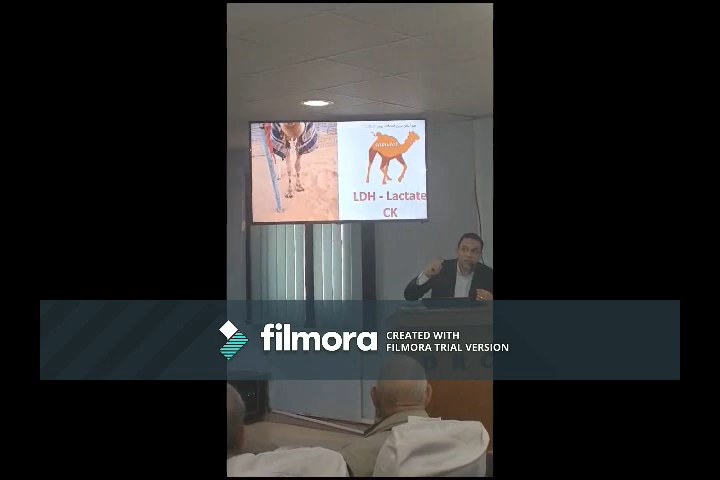 LDH - Lactate
CK
filmora
CREATED WITH
FILMORA TRIAL VERSION